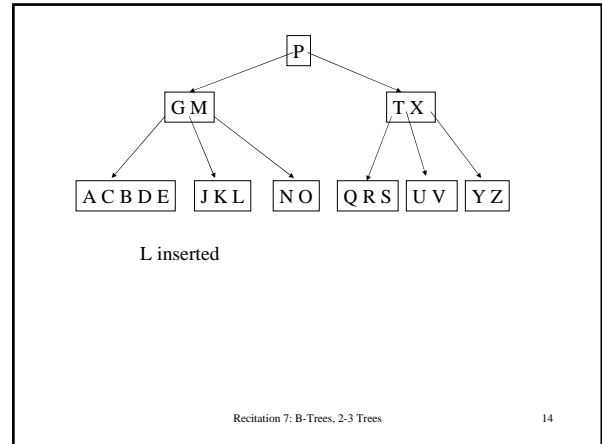 P
G M T X
A C B D E J K L N O Q R S U V Y Z
L inserted
Recitation 7: B-Trees, 2-3 Trees 14